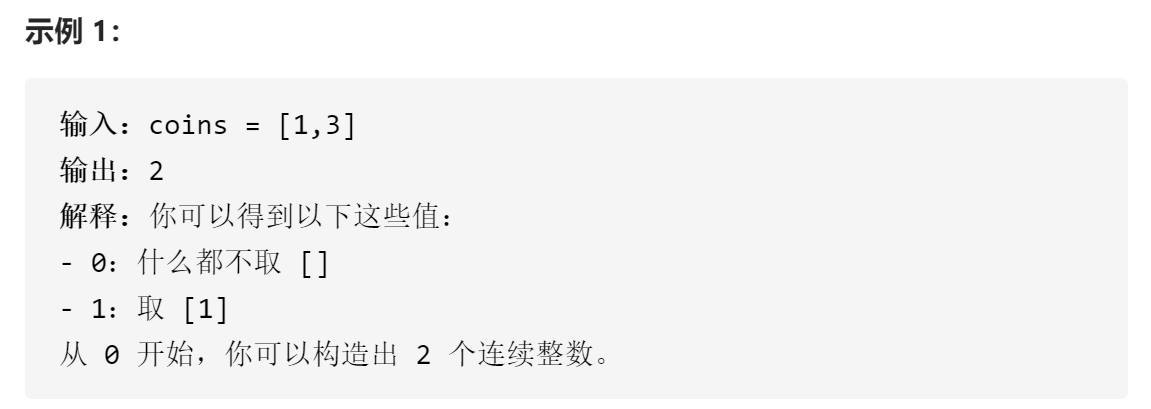 示例 1：
输入：coins = [1,3]
输出：2
解释：你可以得到以下这些值：
- 0：什么都不取 []
- 1：取 [1]
从 0 开始，你可以构造出 2 个连续整数。